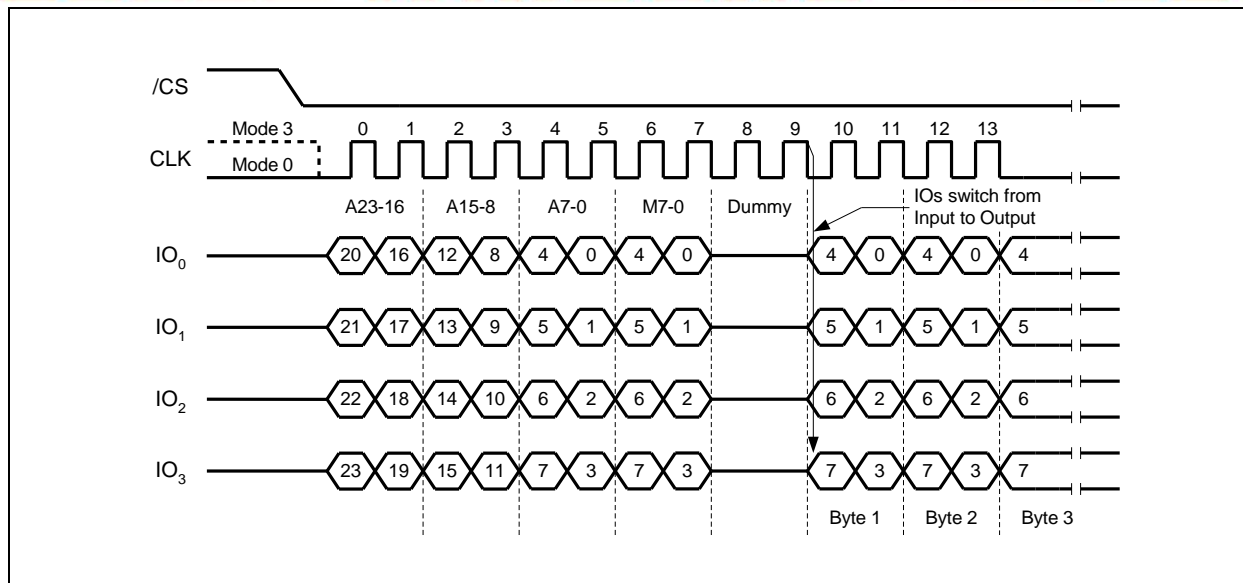 /CS
Mode 3
0 1 2 3 4 5 6 7 8 9 10 11 12 13
CLK
Mode 0
A23-16 A15-8 A7-0 M7-0 Dummy
IOs switch from
Input to Output
IO0 20 16 12 8 4 0 4 0 4 0 4 0 4
IO1 21 17 13 9 5 1 5 1 5 1 5 1 5
IO2 22 18 14 10 6 2 6 2 6 2 6 2 6
IO3 23 19 15 11 7 3 7 3 7 3 7 3 7
Byte 1 Byte 2 Byte 3